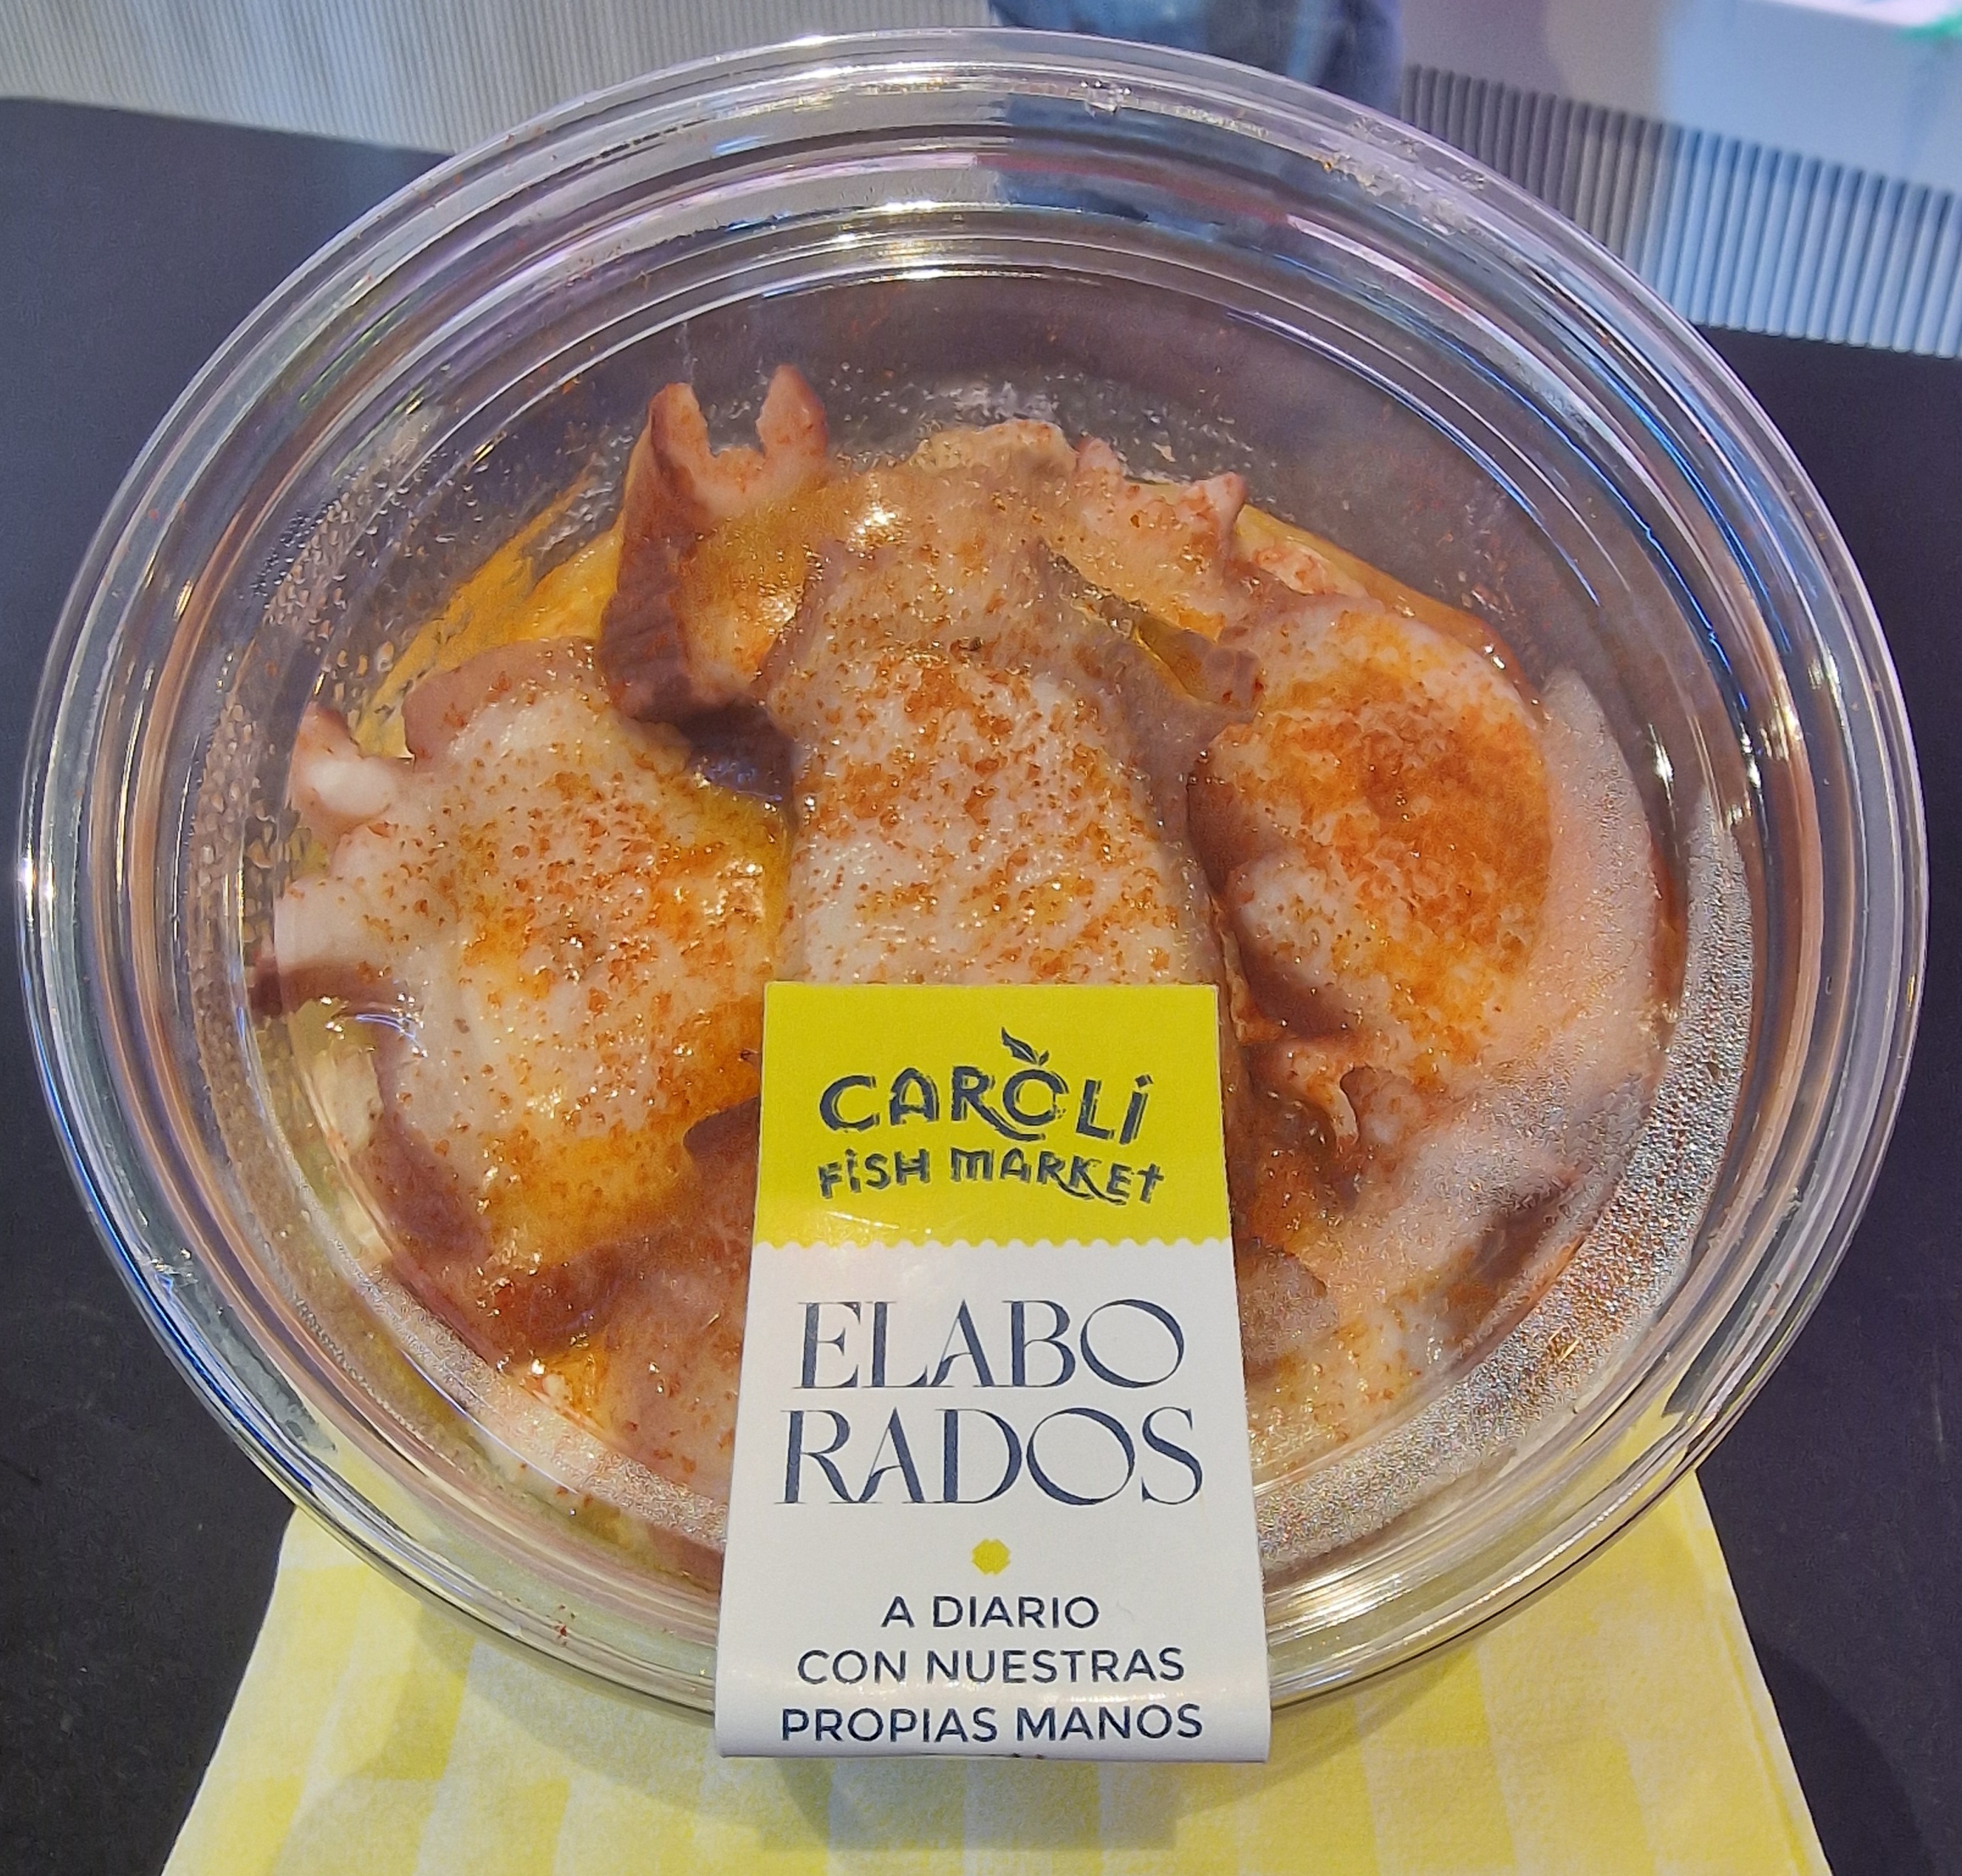 CAROLi
FiSH MARKET
ELABO
RADOS
A DIARIO
CON NUESTRAS
PROPIAS MANOS